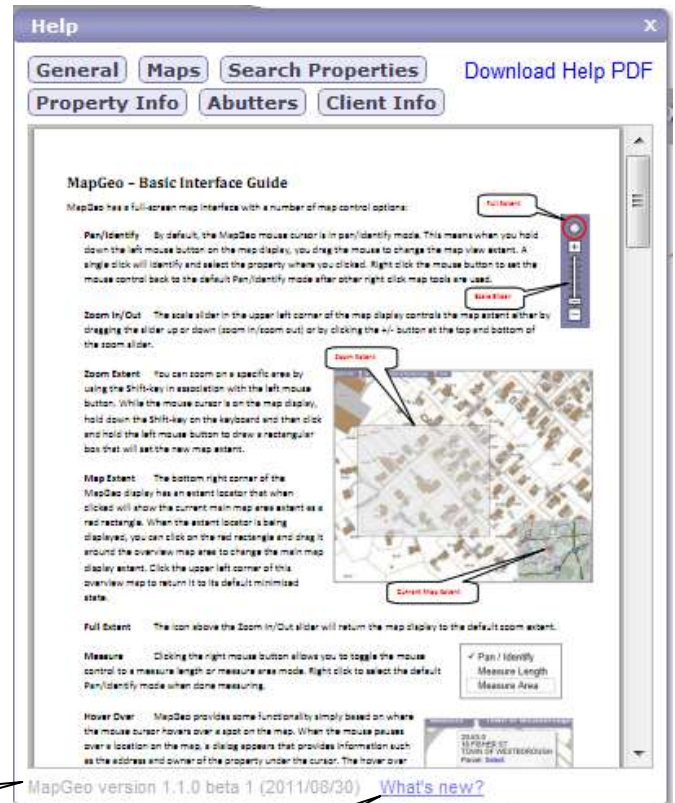 Help x
General Maps Search Properties Download Help PDF
Property Info Abutters Client Info
MapGeo – Basic Interface Guide
MapGeo has a full-screen map interface with a number of map control options:
Full Extent
Pan/Identify By default, the MapGeo mouse cursor is in pan/identify mode. This means when you hold
down the left mouse button on the map display, you drag the mouse to change the map view extent. A
single click will identify and select the property where you clicked. Right click the mouse button to set the
mouse control back to the default Pan/Identify mode after other right click map tools are used.
Scale Slider
Zoom In/Out The scale slider in the upper left corner of the map display controls the map extent either by
dragging the slider up or down (zoom in/zoom out) or by clicking the +/- button at the top and bottom of
the zoom slider.
Zoom Extent
Zoom Extent You can zoom on a specific area by
using the Shift-key in association with the left mouse
button. While the mouse cursor is on the map display,
hold down the Shift-key on the keyboard and then click
and hold the left mouse button to draw a rectangular
box that will set the new map extent.
Map Extent The bottom right corner of the
MapGeo display has an extent locator that when
clicked will show the current main map area extent as a
red rectangle. When the extent locator is being
displayed, you can click on the red rectangle and drag it
around the overview map area to change the main map
display extent. Click the upper left corner of this
overview map to return it to its default minimized
state.
Current Map Extent
Full Extent The icon above the Zoom In/Out slider will return the map display to the default zoom extent.
Measure Clicking the right mouse button allows you to toggle the mouse
control to a measure length or measure area mode. Right click to select the default
Pan/Identify mode when done measuring.
✓ Pan / Identify
Measure Length
Measure Area
Hover Over MapGeo provides some functionality simply based on where
the mouse cursor hovers over a spot on the map. When the mouse pauses
over a location on the map, a dialog appears that provides information such
as the address and owner of the property under the cursor. The hover over
TOWN OF WESTBOROUGH
Parcel: Select
MapGeo version 1.1.0 beta 1 (2011/08/30) What's new?